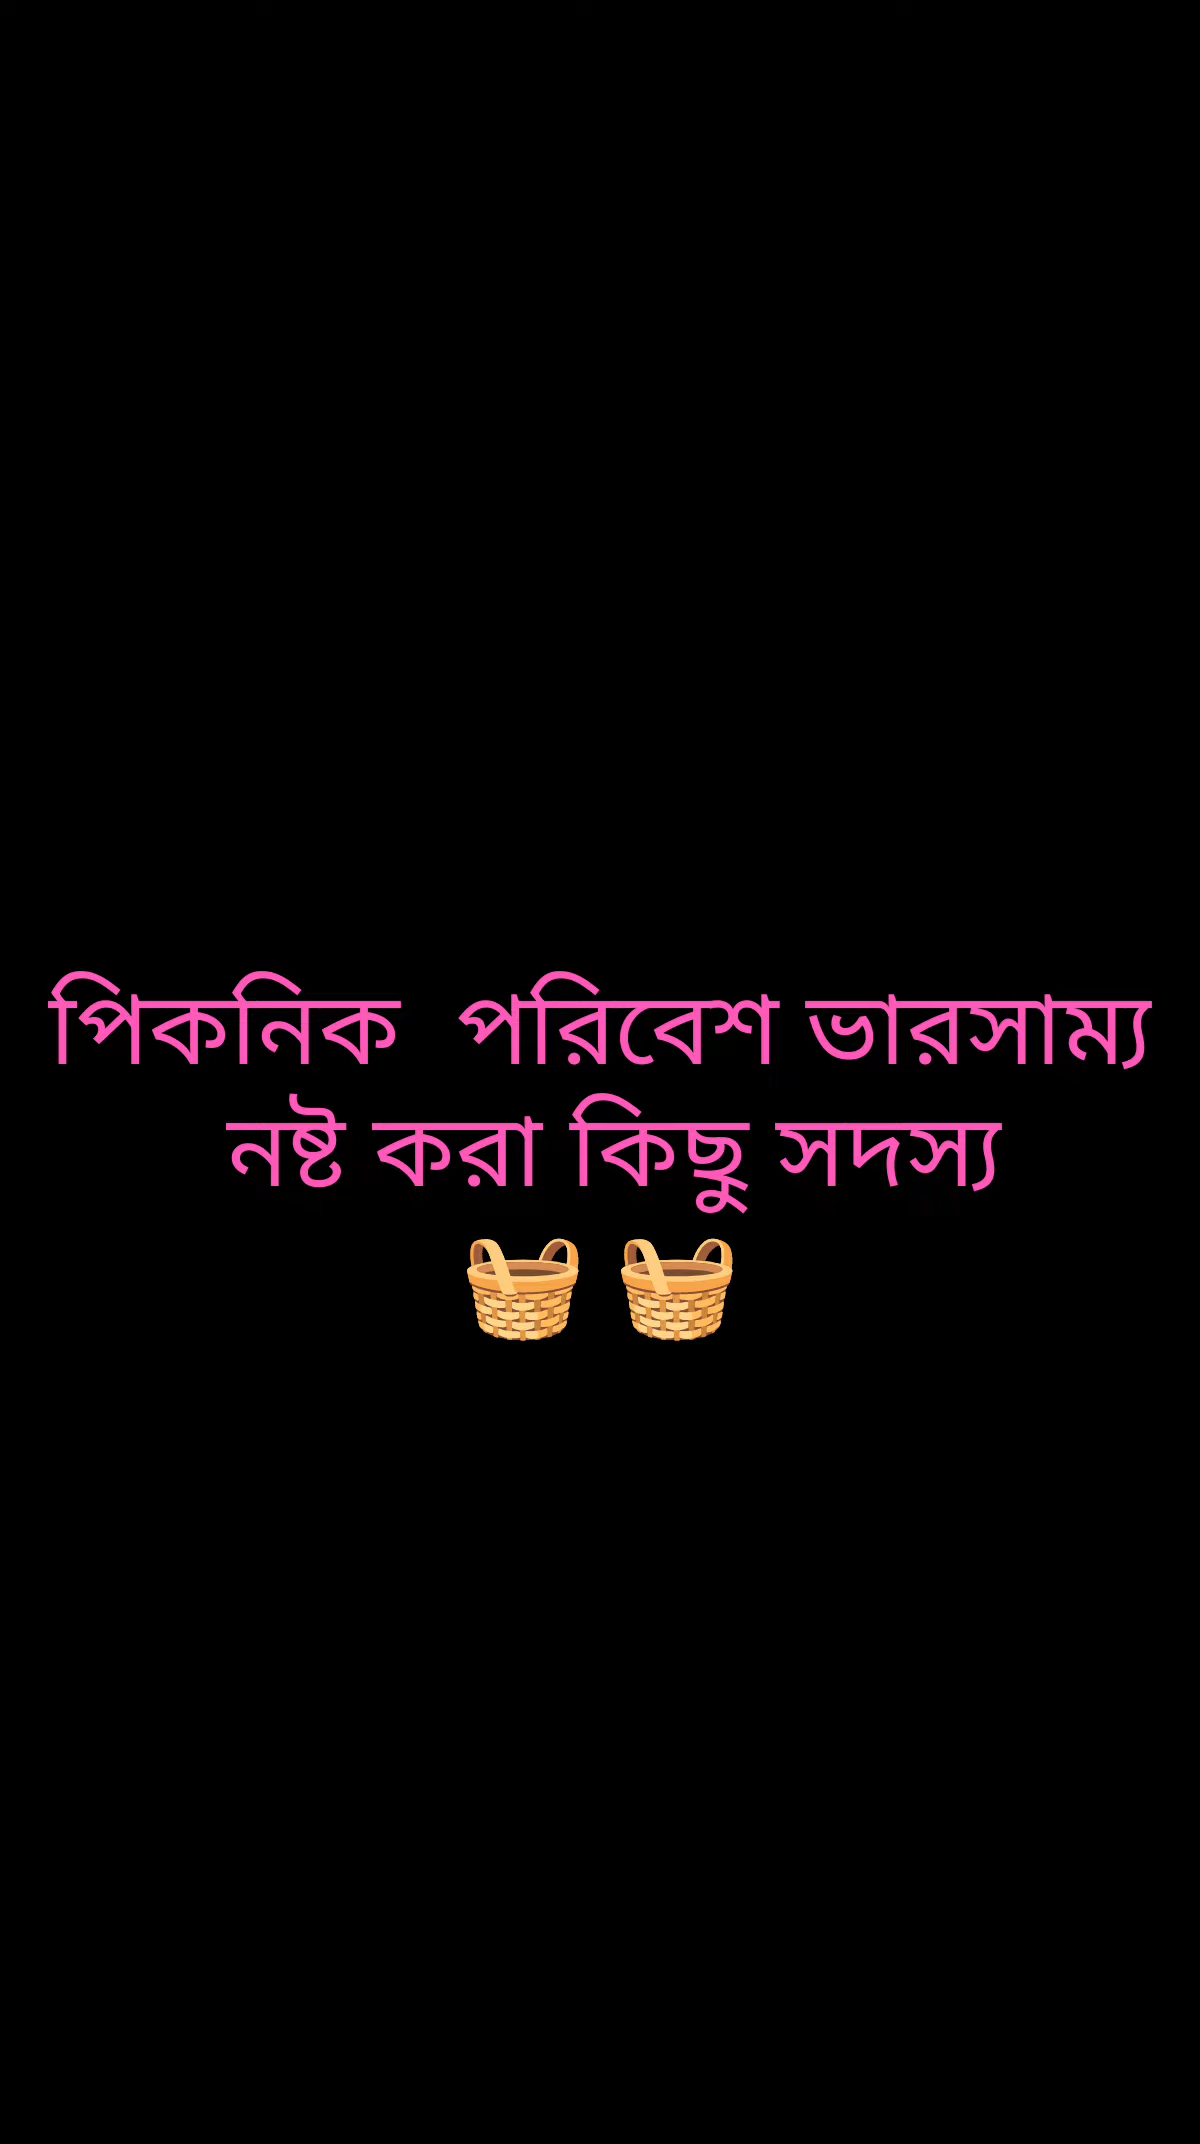 পিকনিক  পরিবেশ ভারসাম্য
নষ্ট করা কিছু সদস্য
🧺 🧺